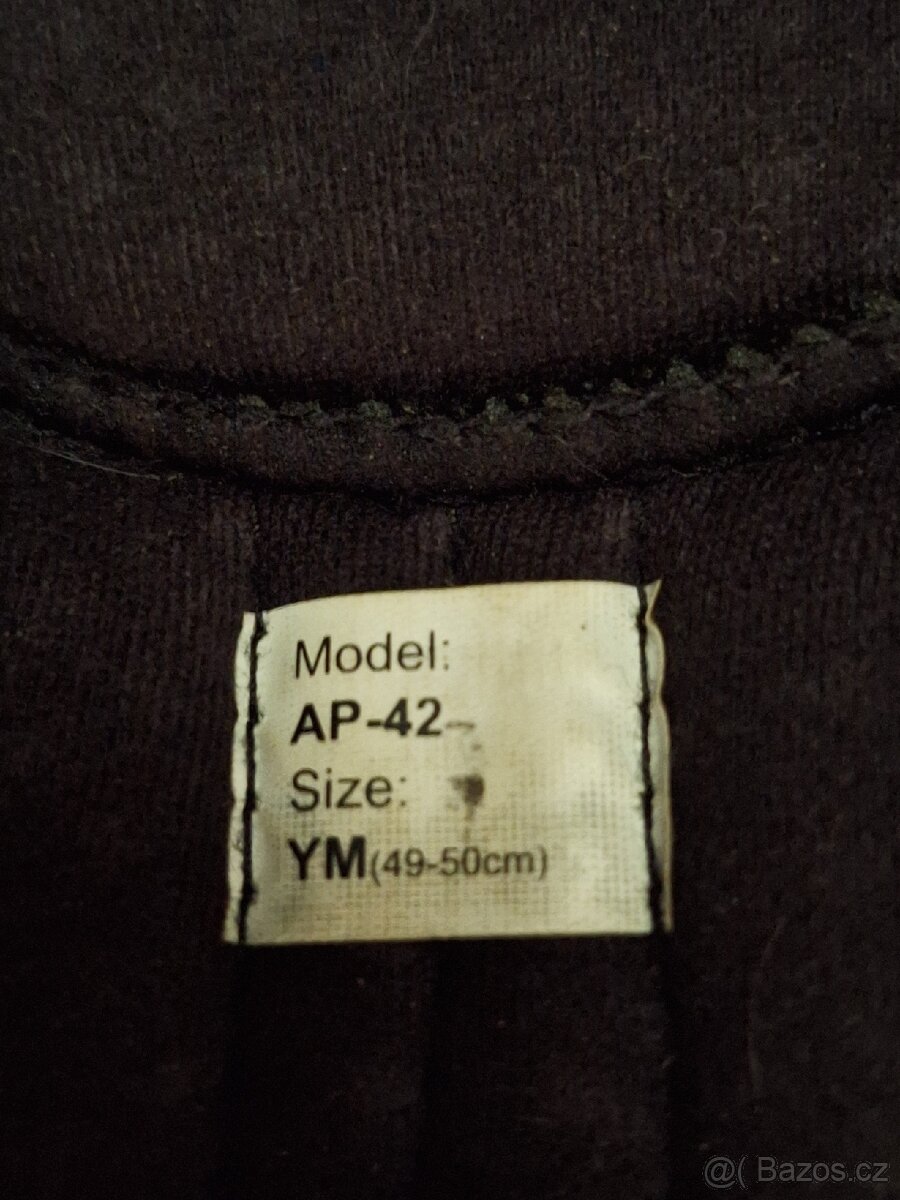 Model:
AP-42-
Size:
YM(49-50cm)
@( Bazos.cz